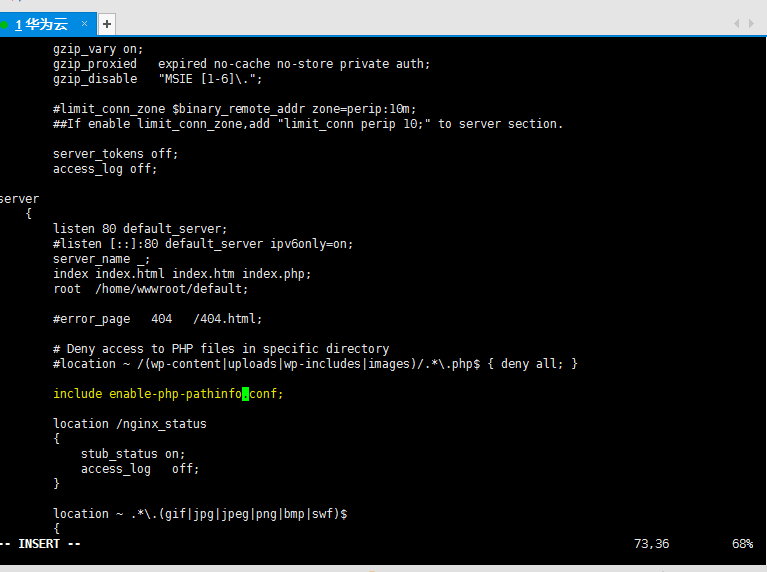 1 华为云 × +
gzip_vary on;
gzip_proxied   expired no-cache no-store private auth;
gzip_disable   "MSIE [1-6]\.";
#limit_conn_zone $binary_remote_addr zone=perip:10m;
##If enable limit_conn_zone,add "limit_conn perip 10;" to server section.
server_tokens off;
access_log off;
server
{
listen 80 default_server;
#listen [::]:80 default_server ipv6only=on;
server_name _;
index index.html index.htm index.php;
root  /home/wwwroot/default;
#error_page   404   /404.html;
# Deny access to PHP files in specific directory
#location ~ /(wp-content|uploads|wp-includes|images)/.*\.php$ { deny all; }
include enable-php-pathinfo.conf;
location /nginx_status
{
stub_status on;
access_log   off;
}
location ~ .*\.(gif|jpg|jpeg|png|bmp|swf)$
{
-- INSERT -- 73,36 68%